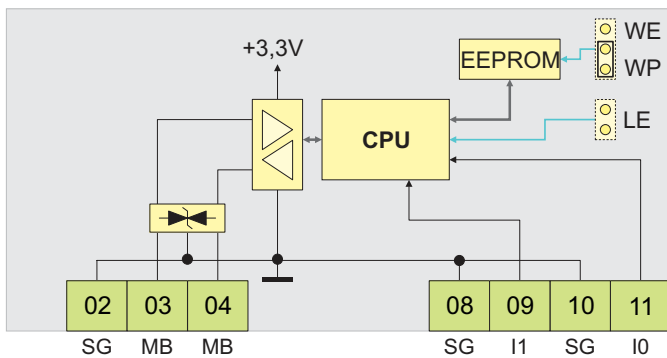 WE
+3,3V
EEPROM
WP
CPU
LE
02 03 04 08 09 10 11
SG MB MB SG I1 SG I0